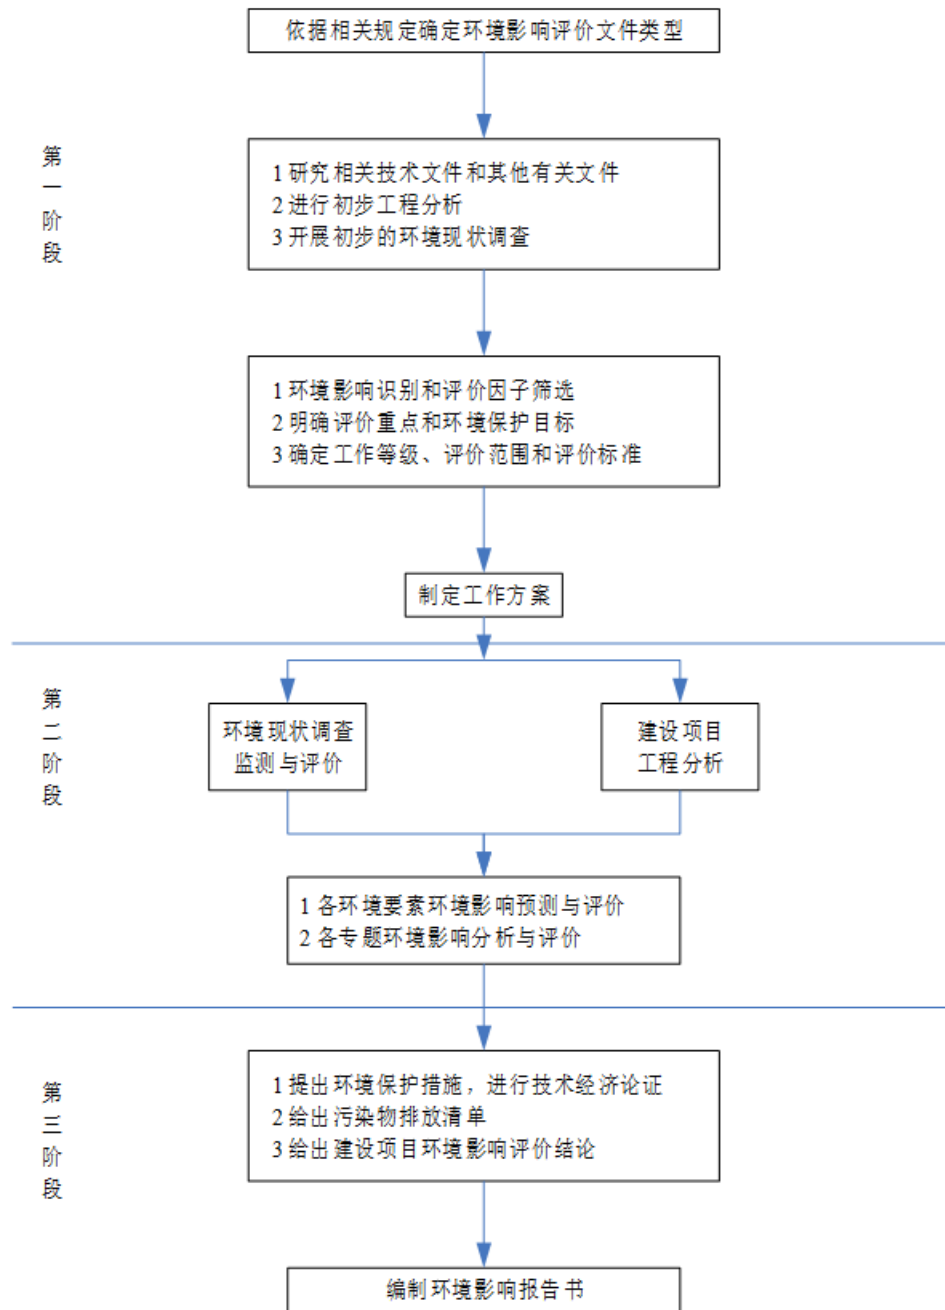 依据相关规定确定环境影响评价文件类型
第一阶段
1 研究相关技术文件和其他有关文件
2 进行初步工程分析
3 开展初步的环境现状调查
1 环境影响识别和评价因子筛选
2 明确评价重点和环境保护目标
3 确定工作等级、评价范围和评价标准
制定工作方案
第二阶段
环境现状调查
监测与评价
建设项目
工程分析
1 各环境要素环境影响预测与评价
2 各专题环境影响分析与评价
第三阶段
1 提出环境保护措施，进行技术经济论证
2 给出污染物排放清单
3 给出建设项目环境影响评价结论
编制环境影响报告书